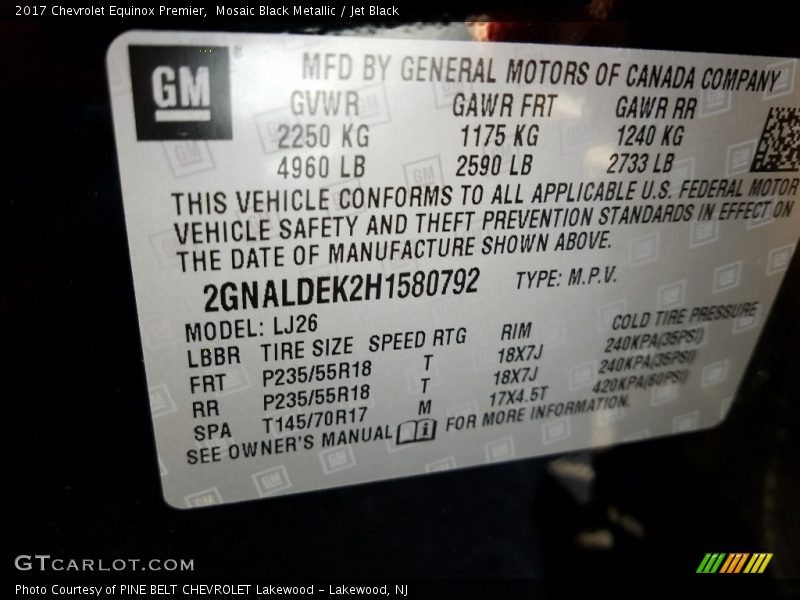 2017 Chevrolet Equinox Premier, Mosaic Black Metallic / Jet Black
GM ®
MFD BY GENERAL MOTORS OF CANADA COMPANY
GVWR GAWR FRT GAWR RR
2250 KG 1175 KG 1240 KG
4960 LB 2590 LB 2733 LB
THIS VEHICLE CONFORMS TO ALL APPLICABLE U.S. FEDERAL MOTOR
VEHICLE SAFETY AND THEFT PREVENTION STANDARDS IN EFFECT ON
THE DATE OF MANUFACTURE SHOWN ABOVE.
2GNALDEK2H1580792 TYPE: M.P.V.
MODEL: LJ26
LBBR TIRE SIZE SPEED RTG RIM COLD TIRE PRESSURE
FRT P235/55R18 T 18X7J 240KPA(35PSI)
RR P235/55R18 T 18X7J 240KPA(35PSI)
SPA T145/70R17 M 17X4.5T 420KPA(60PSI)
SEE OWNER'S MANUAL i FOR MORE INFORMATION.
GTCARLOT.COM
Photo Courtesy of PINE BELT CHEVROLET Lakewood - Lakewood, NJ